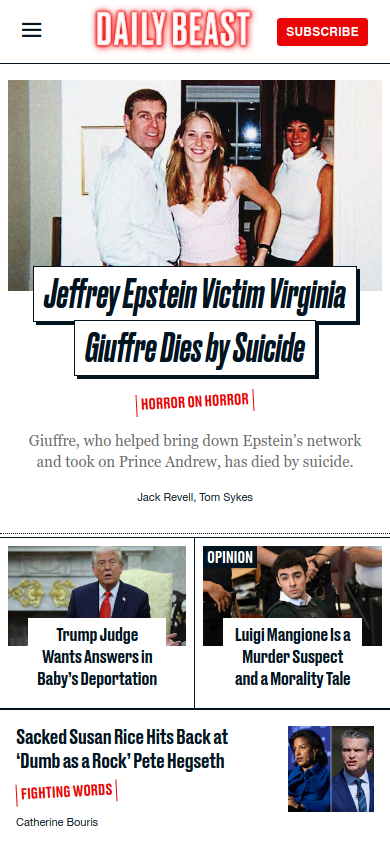 DAILY BEAST
SUBSCRIBE
Jeffrey Epstein Victim Virginia
Giuffre Dies by Suicide
HORROR ON HORROR
Giuffre, who helped bring down Epstein’s network
and took on Prince Andrew, has died by suicide.
Jack Revell, Tom Sykes
Trump Judge
Wants Answers in
Baby’s Deportation
OPINION
Luigi Mangione Is a
Murder Suspect
and a Morality Tale
Sacked Susan Rice Hits Back at
‘Dumb as a Rock’ Pete Hegseth
FIGHTING WORDS
Catherine Bouris